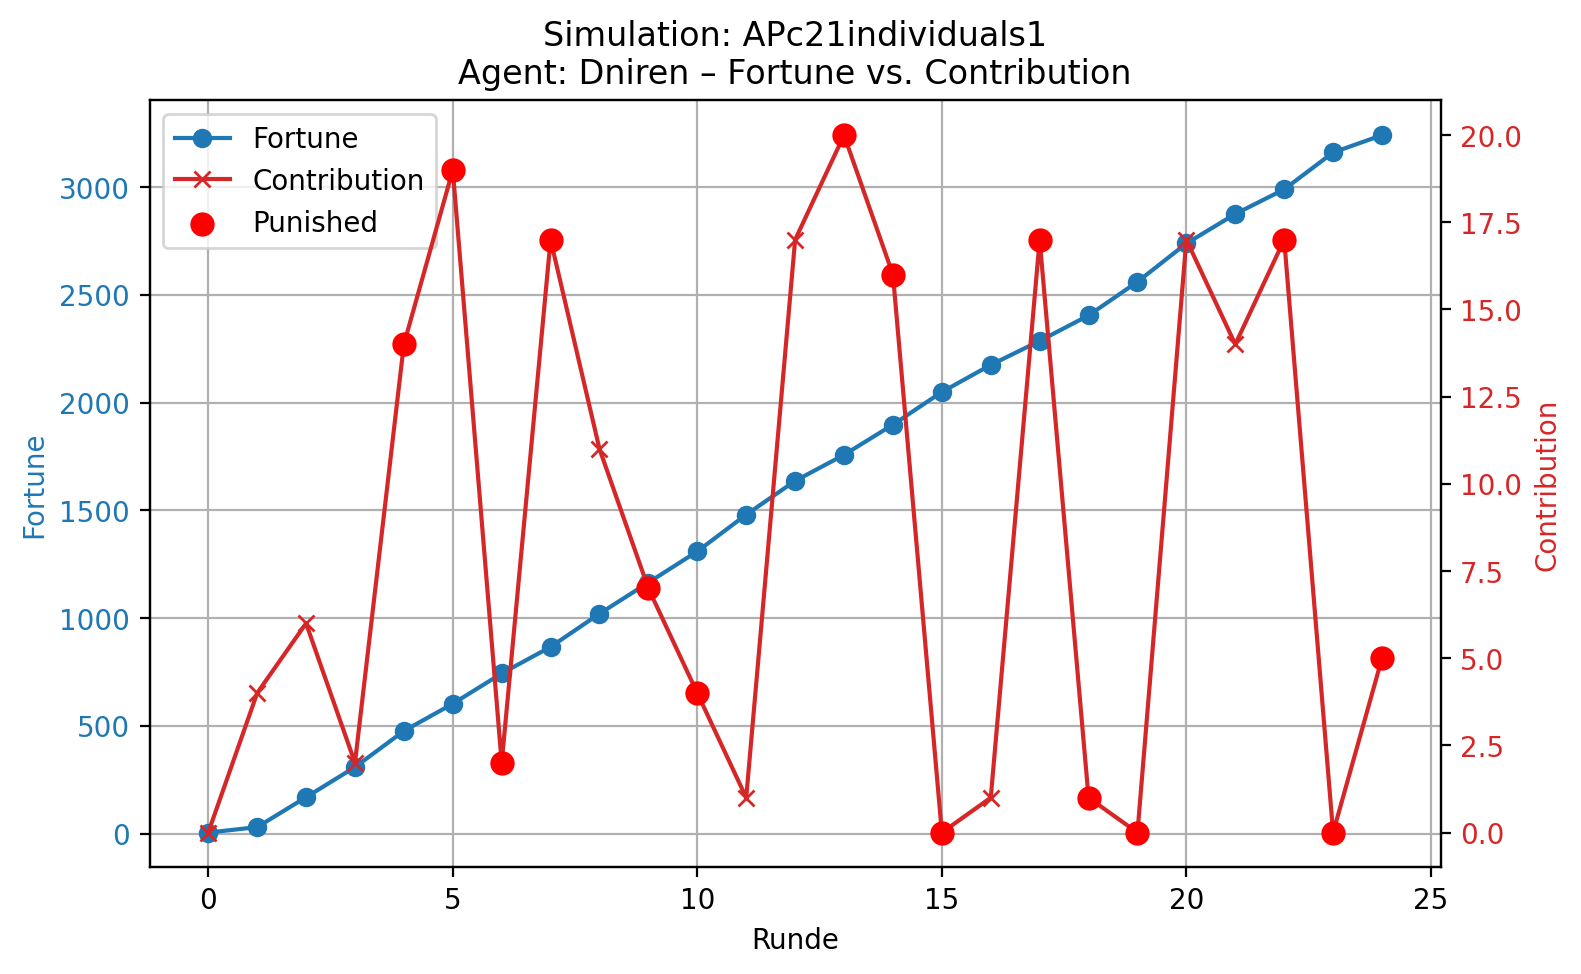 Simulation: APc21individuals1
Agent: Dniren – Fortune vs. Contribution
Fortune
Contribution
Punished
3000
2500
2000
1500
1000
500
0
Fortune
20.0
17.5
15.0
12.5
10.0
7.5
5.0
2.5
0.0
Contribution
0 5 10 15 20 25
Runde